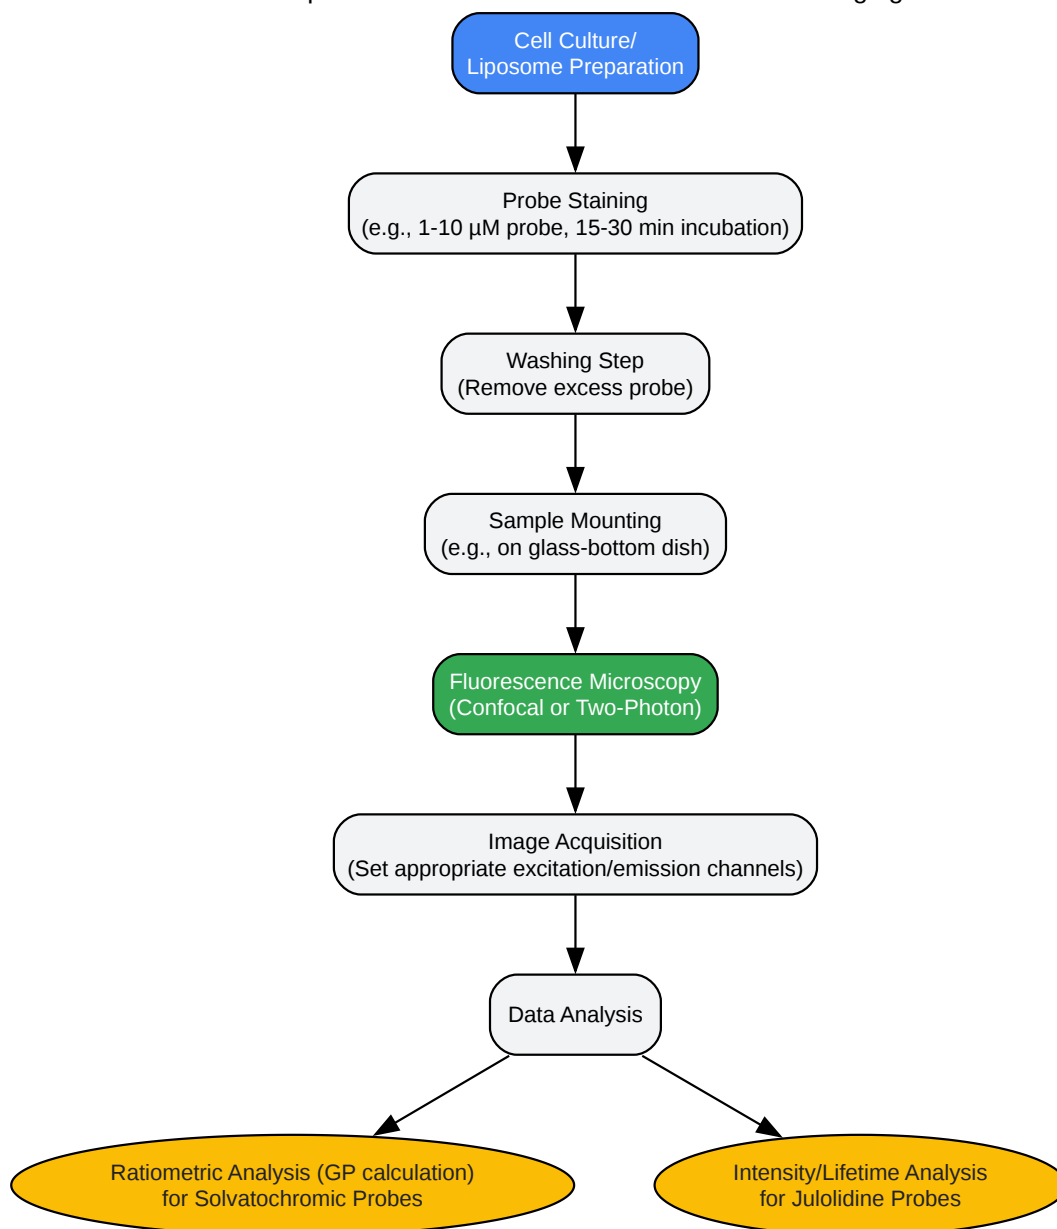 Cell Culture/
Liposome Preparation
Probe Staining
(e.g., 1-10 µM probe, 15-30 min incubation)
Washing Step
(Remove excess probe)
Sample Mounting
(e.g., on glass-bottom dish)
Fluorescence Microscopy
(Confocal or Two-Photon)
Image Acquisition
(Set appropriate excitation/emission channels)
Data Analysis
Ratiometric Analysis (GP calculation)
for Solvatochromic Probes
Intensity/Lifetime Analysis
for Julolidine Probes